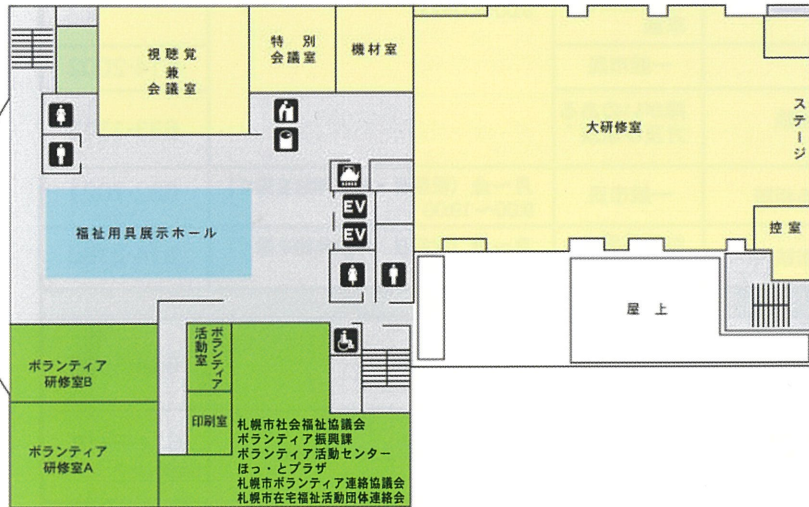 視聴覚
兼
会議室
特　別
会議室
機材室
大研修室
ステージ
控室
福祉用具展示ホール
EV
EV
屋　上
ボランティア
研修室B
ボランティア
活動室
印刷室
ボランティア
研修室A
札幌市社会福祉協議会
ボランティア振興課
ボランティア活動センター
ほっ・とプラザ
札幌市ボランティア連絡協議会
札幌市在宅福祉活動団体連絡会